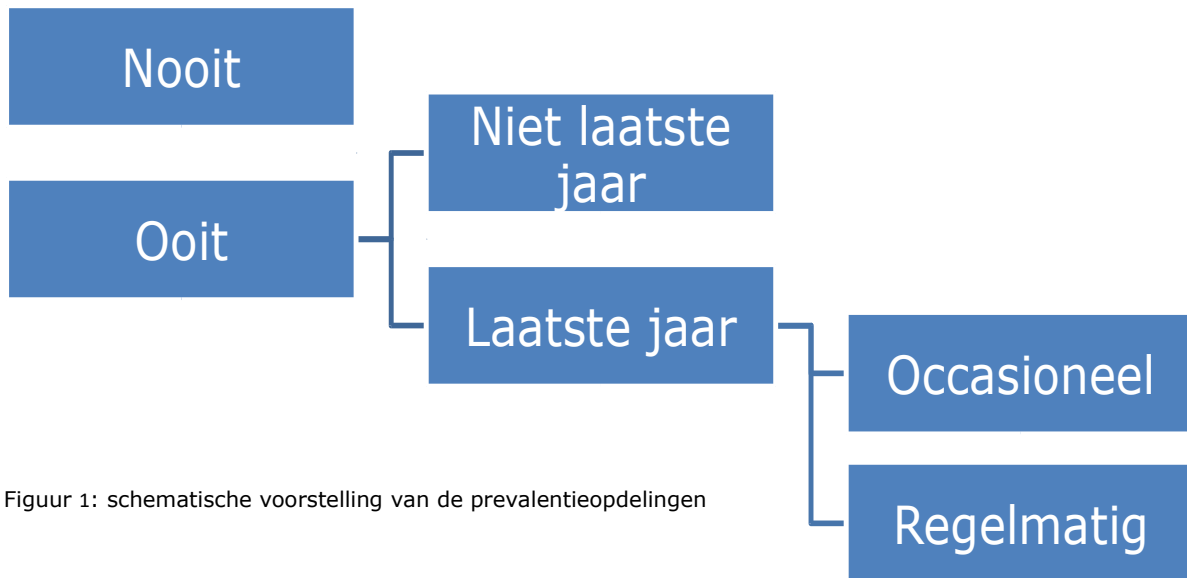 Nooit
Ooit
Niet laatste
jaar
Laatste jaar
Occasioneel
Regelmatig
Figuur 1: schematische voorstelling van de prevalentieopdelingen